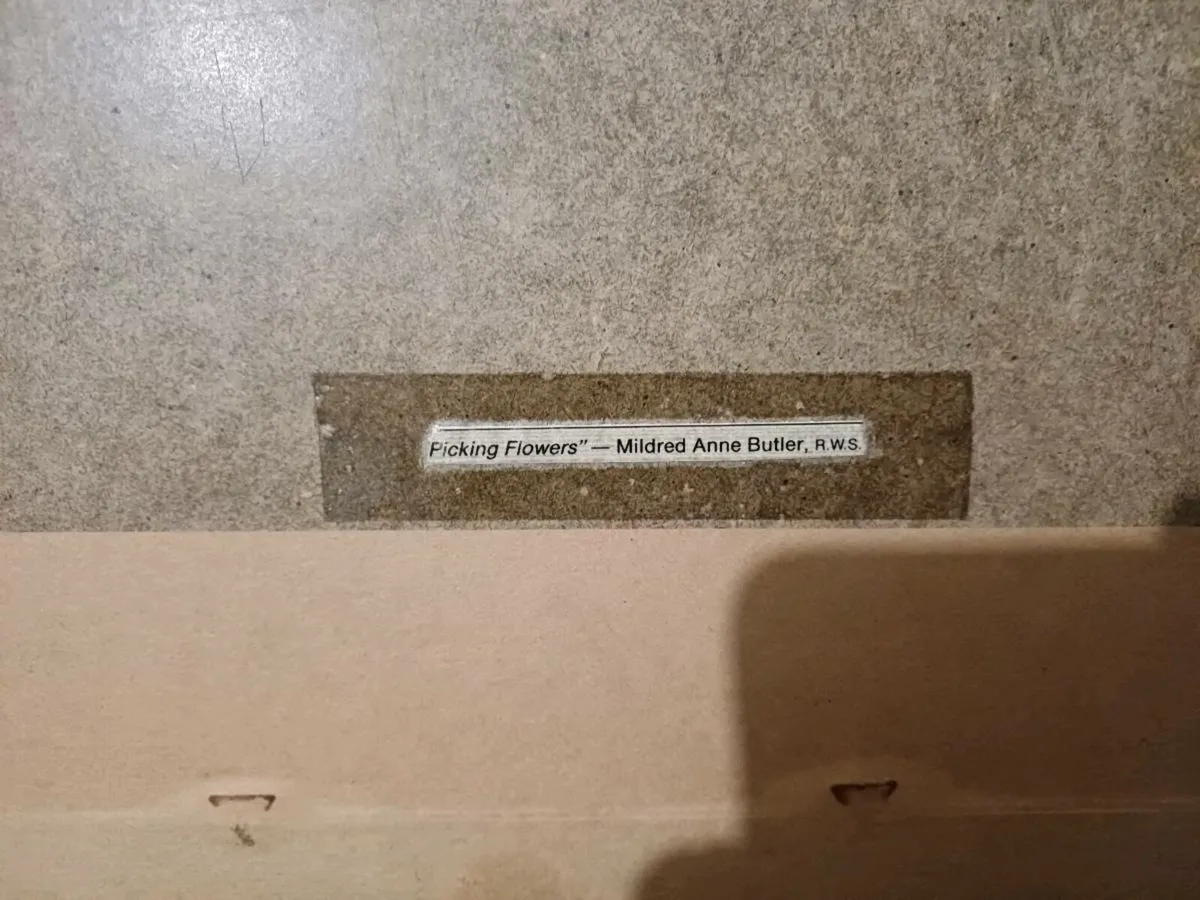 Picking Flowers” — Mildred Anne Butler, R.W.S.